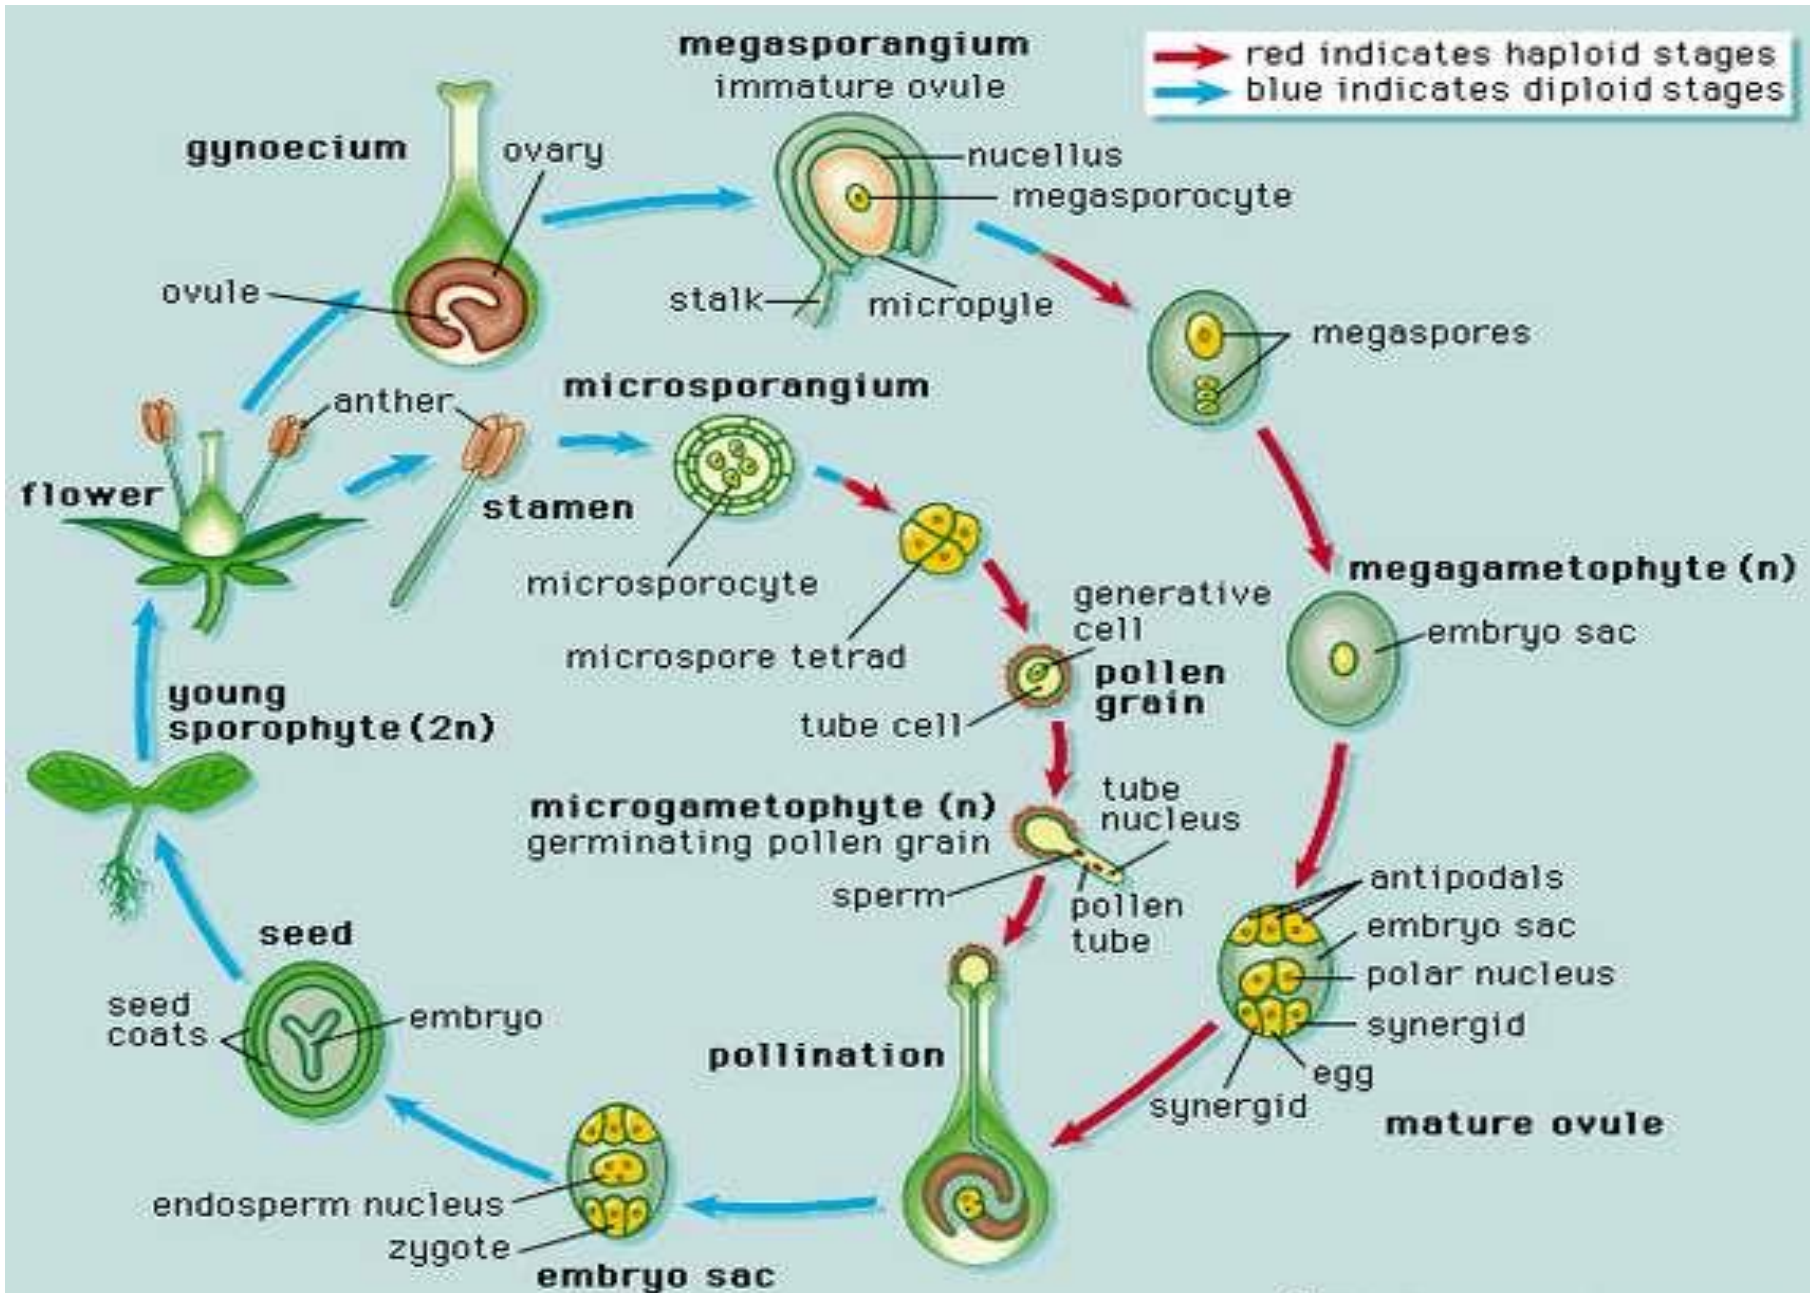 megasporangium
immature ovule
red indicates haploid stages
blue indicates diploid stages
gynoecium
ovary
nucellus
megasporocyte
ovule
stalk
micropyle
megaspores
microsporangium
anther
flower
stamen
microsporocyte
megagametophyte (n)
generative
cell
embryo sac
microspore tetrad
pollen
grain
young
sporophyte (2n)
tube cell
tube
nucleus
microgametophyte (n)
germinating pollen grain
sperm
pollen
tube
antipodals
embryo sac
polar nucleus
synergid
egg
synergid
mature ovule
seed
seed
coats
embryo
pollination
endosperm nucleus
zygote
embryo sac